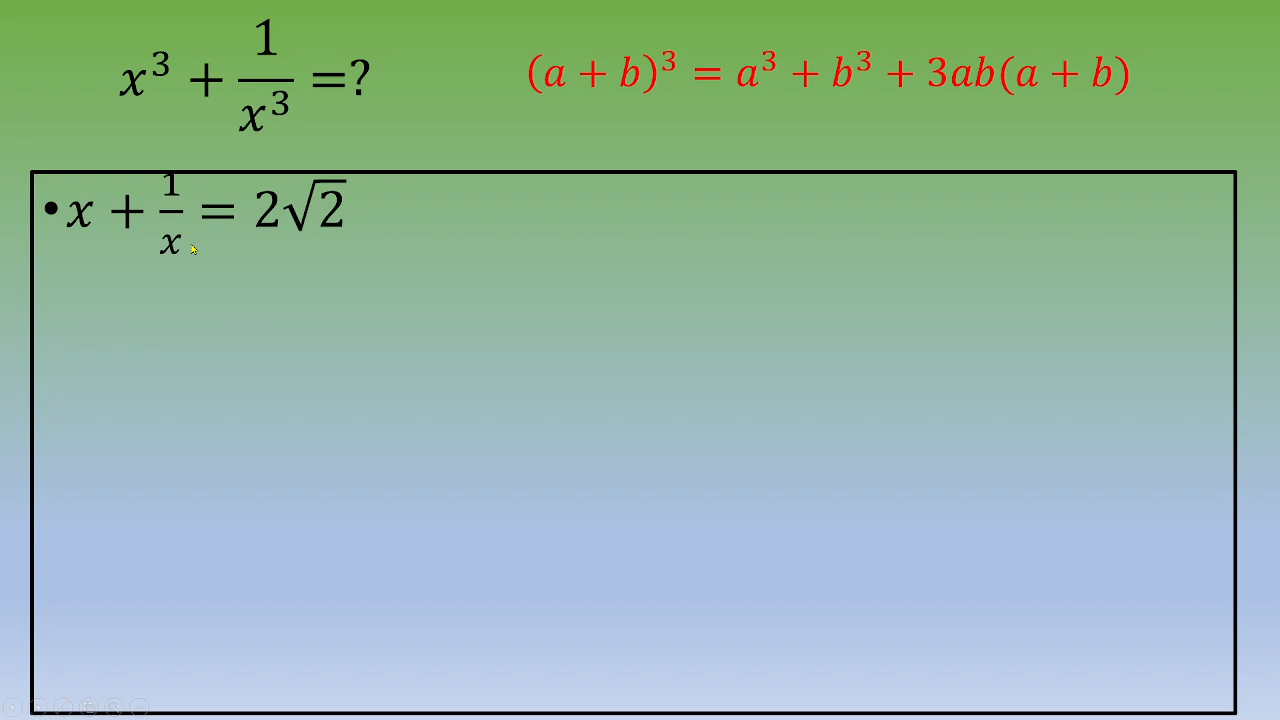 x³ + 1/x³ =?
(a + b)³ = a³ + b³ + 3ab(a + b)
•x + 1/x = 2√2